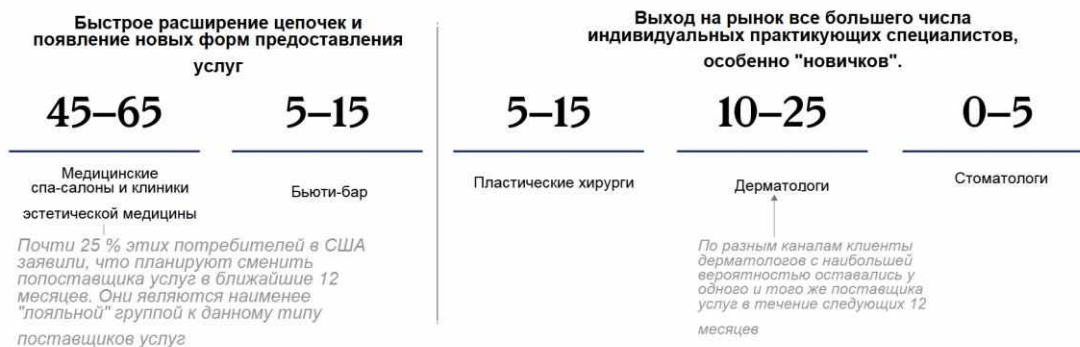 Быстрое расширение цепочек и
появление новых форм предоставления
услуг
45–65
Медицинские
спа-салоны и клиники
эстетической медицины
Почти 25 % этих потребителей в США
заявили, что планируют сменить
попоставщика услуг в ближайшие 12
месяцев. Они являются наименее
"лояльной" группой к данному типу
поставщиков услуг
5–15
Бьюти-бар
Выход на рынок все большего числа
индивидуальных практикующих специалистов,
особенно "новичков".
5–15
Пластические хирурги
10–25
Дерматологи
По разным каналам клиенты
дерматологов с наибольшей
вероятностью оставались у
одного и того же поставщика
услуг в течение следующих 12
месяцев
0–5
Стоматологи